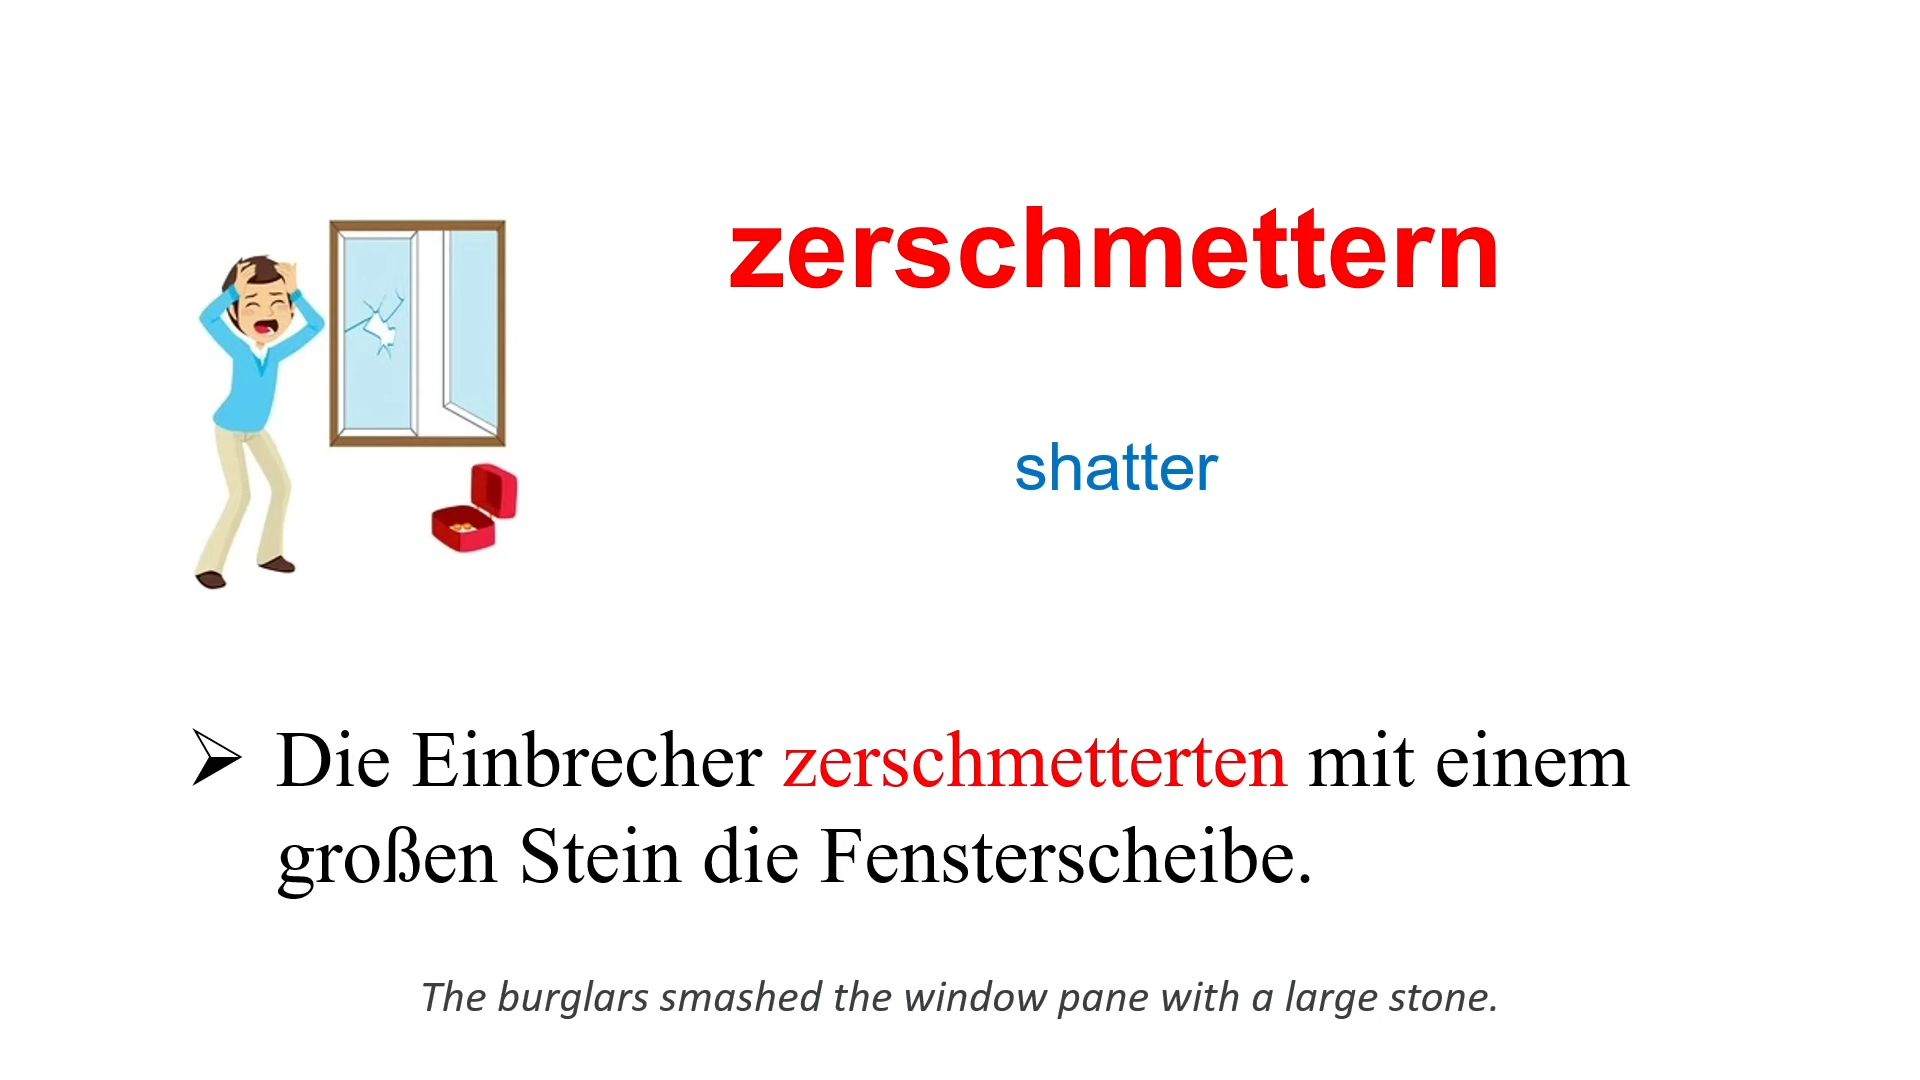 zerschmettern
shatter
➢ Die Einbrecher zerschmetterten mit einem
großen Stein die Fensterscheibe.
The burglars smashed the window pane with a large stone.